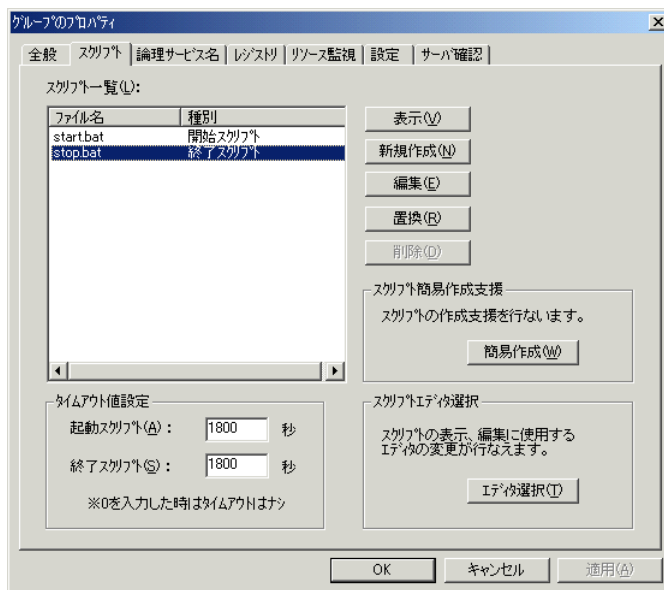 ｸﾞﾙｰﾌﾟのﾌﾟﾛﾊﾟﾃｨ
全般 ｽｸﾘﾌﾟﾄ 論理ｻｰﾋﾞｽ名 ﾚｼﾞｽﾄﾘ ﾘｿｰｽ監視 設定 ｻｰﾊﾞ確認
ｽｸﾘﾌﾟﾄ一覧(L):
ファイル名 種別
start.bat 開始ｽｸﾘﾌﾟﾄ
stop.bat 終了ｽｸﾘﾌﾟﾄ
表示(V)
新規作成(N)
編集(E)
置換(R)
削除(D)
ｽｸﾘﾌﾟﾄ簡易作成支援
ｽｸﾘﾌﾟﾄの作成支援を行ないます。
簡易作成(W)
ﾀｲﾑｱｳﾄ値設定
起動ｽｸﾘﾌﾟﾄ(A)： 1800 秒
終了ｽｸﾘﾌﾟﾄ(S)： 1800 秒
※0を入力した時はﾀｲﾑｱｳﾄはナシ
ｽｸﾘﾌﾟﾄｴﾃﾞｨﾀ選択
ｽｸﾘﾌﾟﾄの表示、編集に使用する
ｴﾃﾞｨﾀの変更が行なえます。
ｴﾃﾞｨﾀ選択(T)
OK キャンセル 適用(A)